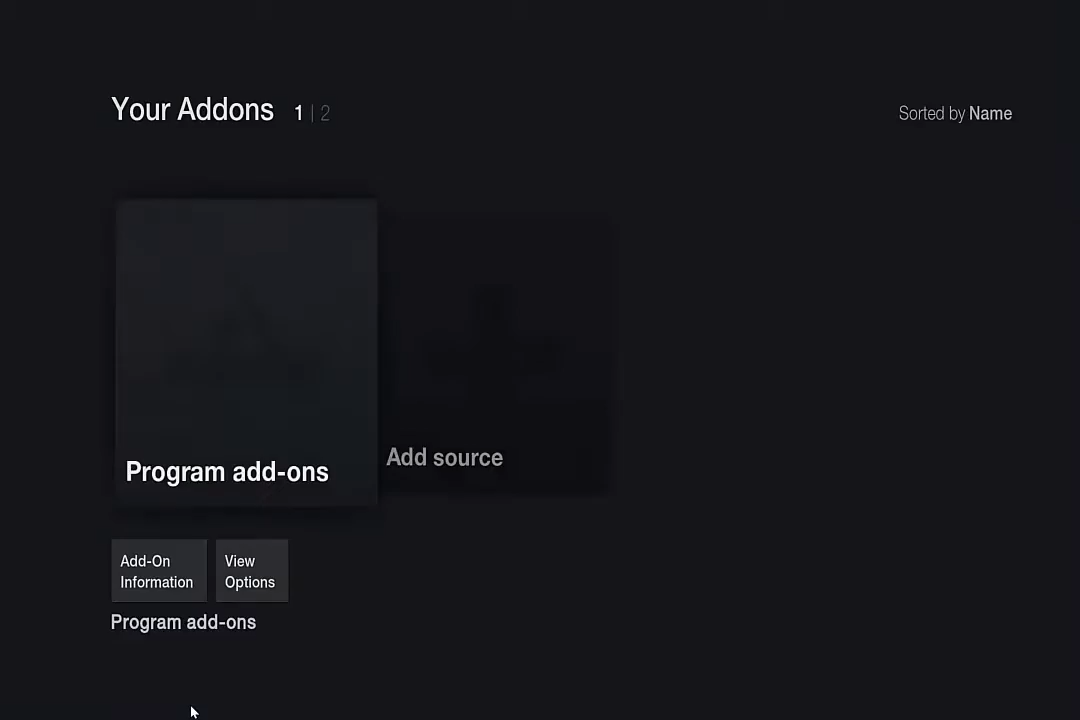 Your Addons 1 | 2
Sorted by Name
Program add-ons
Add source
Add-On
Information
View
Options
Program add-ons